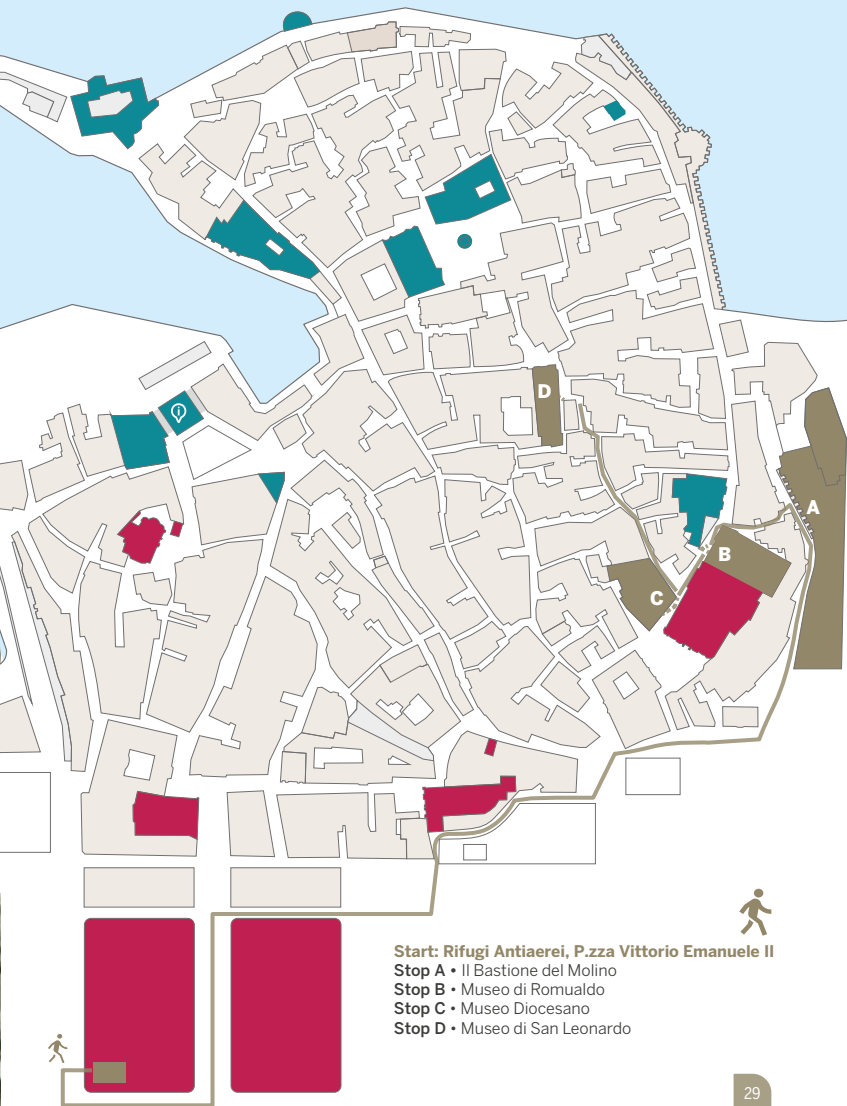 D
A
B
C
Start: Rifugi Antiaerei, P.zza Vittorio Emanuele II
Stop A • Il Bastione del Molino
Stop B • Museo di Romualdo
Stop C • Museo Diocesano
Stop D • Museo di San Leonardo
29